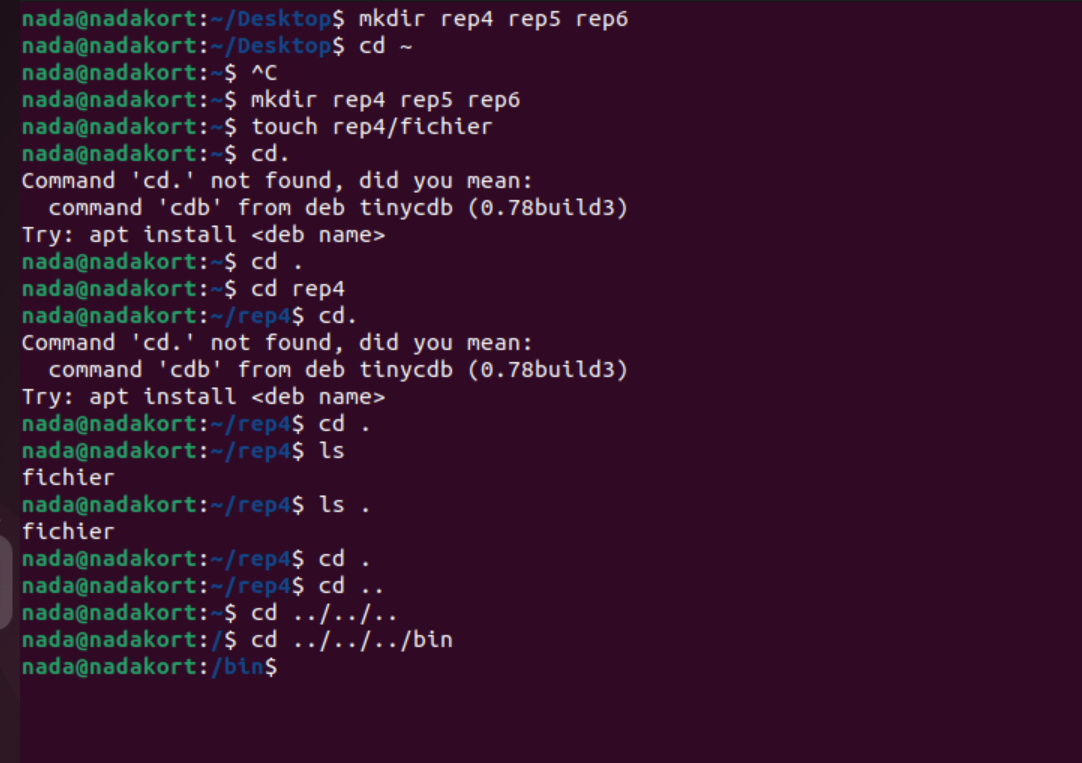 nada@nadakort:~/Desktop$ mkdir rep4 rep5 rep6
nada@nadakort:~/Desktop$ cd ~
nada@nadakort:~$ ^C
nada@nadakort:~$ mkdir rep4 rep5 rep6
nada@nadakort:~$ touch rep4/fichier
nada@nadakort:~$ cd.
Command 'cd.' not found, did you mean:
  command 'cdb' from deb tinycdb (0.78build3)
Try: apt install <deb name>
nada@nadakort:~$ cd .
nada@nadakort:~$ cd rep4
nada@nadakort:~/rep4$ cd.
Command 'cd.' not found, did you mean:
  command 'cdb' from deb tinycdb (0.78build3)
Try: apt install <deb name>
nada@nadakort:~/rep4$ cd .
nada@nadakort:~/rep4$ ls
fichier
nada@nadakort:~/rep4$ ls .
fichier
nada@nadakort:~/rep4$ cd .
nada@nadakort:~/rep4$ cd ..
nada@nadakort:~$ cd ../../..
nada@nadakort:/$ cd ../../../bin
nada@nadakort:/bin$